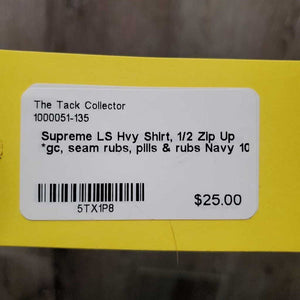 The Tack Collector
1000051-135
Supreme LS Hvy Shirt, 1/2 Zip Up
*gc, seam rubs, pills & rubs Navy 10
5TX1P8
$25.00